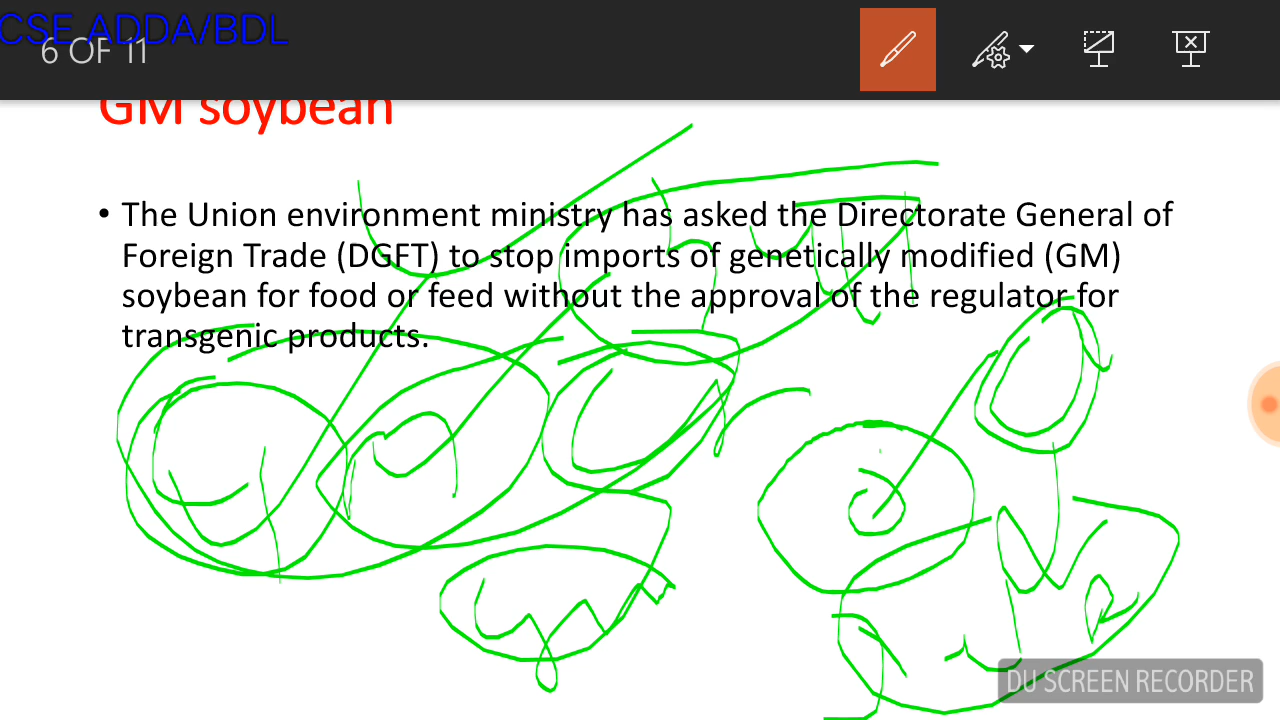 CSE ADDA/BDL
6 OF 11
GM soybean
• The Union environment ministry has asked the Directorate General of
Foreign Trade (DGFT) to stop imports of genetically modified (GM)
soybean for food or feed without the approval of the regulator for
transgenic products.
DU SCREEN RECORDER